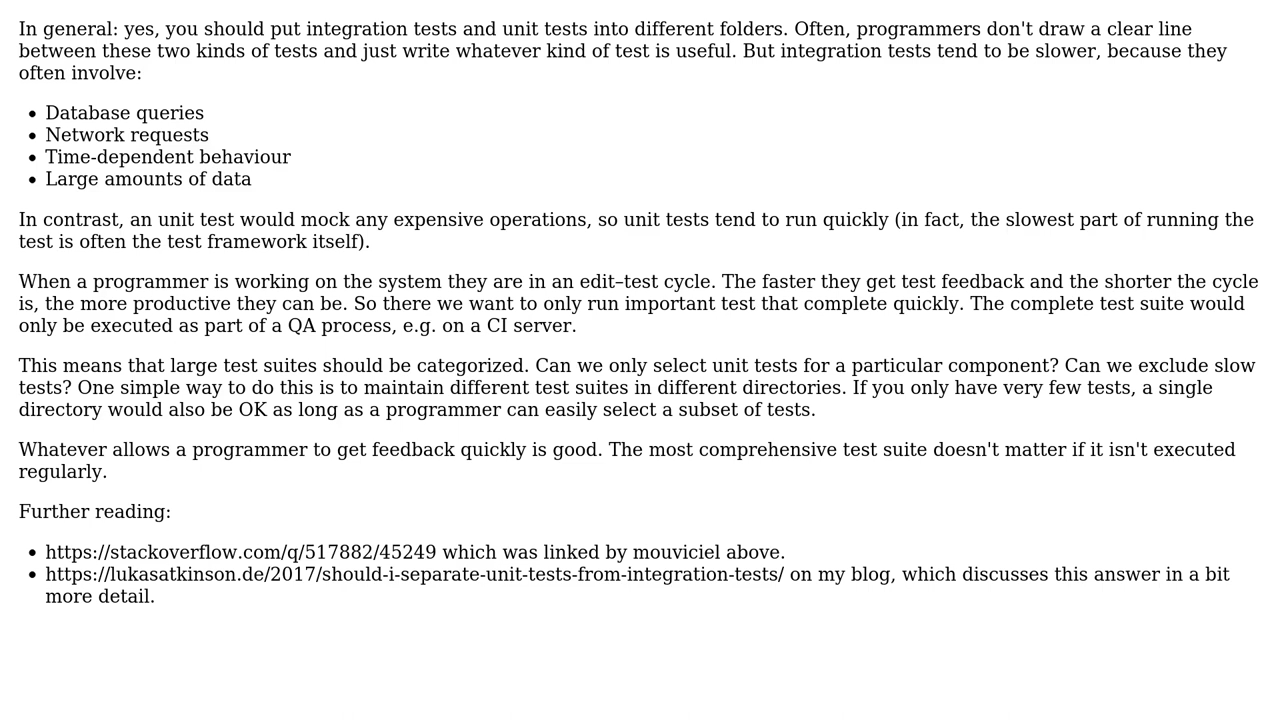 In general: yes, you should put integration tests and unit tests into different folders. Often, programmers don't draw a clear line
between these two kinds of tests and just write whatever kind of test is useful. But integration tests tend to be slower, because they
often involve:
• Database queries
• Network requests
• Time-dependent behaviour
• Large amounts of data
In contrast, an unit test would mock any expensive operations, so unit tests tend to run quickly (in fact, the slowest part of running the
test is often the test framework itself).
When a programmer is working on the system they are in an edit–test cycle. The faster they get test feedback and the shorter the cycle
is, the more productive they can be. So there we want to only run important test that complete quickly. The complete test suite would
only be executed as part of a QA process, e.g. on a CI server.
This means that large test suites should be categorized. Can we only select unit tests for a particular component? Can we exclude slow
tests? One simple way to do this is to maintain different test suites in different directories. If you only have very few tests, a single
directory would also be OK as long as a programmer can easily select a subset of tests.
Whatever allows a programmer to get feedback quickly is good. The most comprehensive test suite doesn't matter if it isn't executed
regularly.
Further reading:
• https://stackoverflow.com/q/517882/45249 which was linked by mouviciel above.
• https://lukasatkinson.de/2017/should-i-separate-unit-tests-from-integration-tests/ on my blog, which discusses this answer in a bit
more detail.